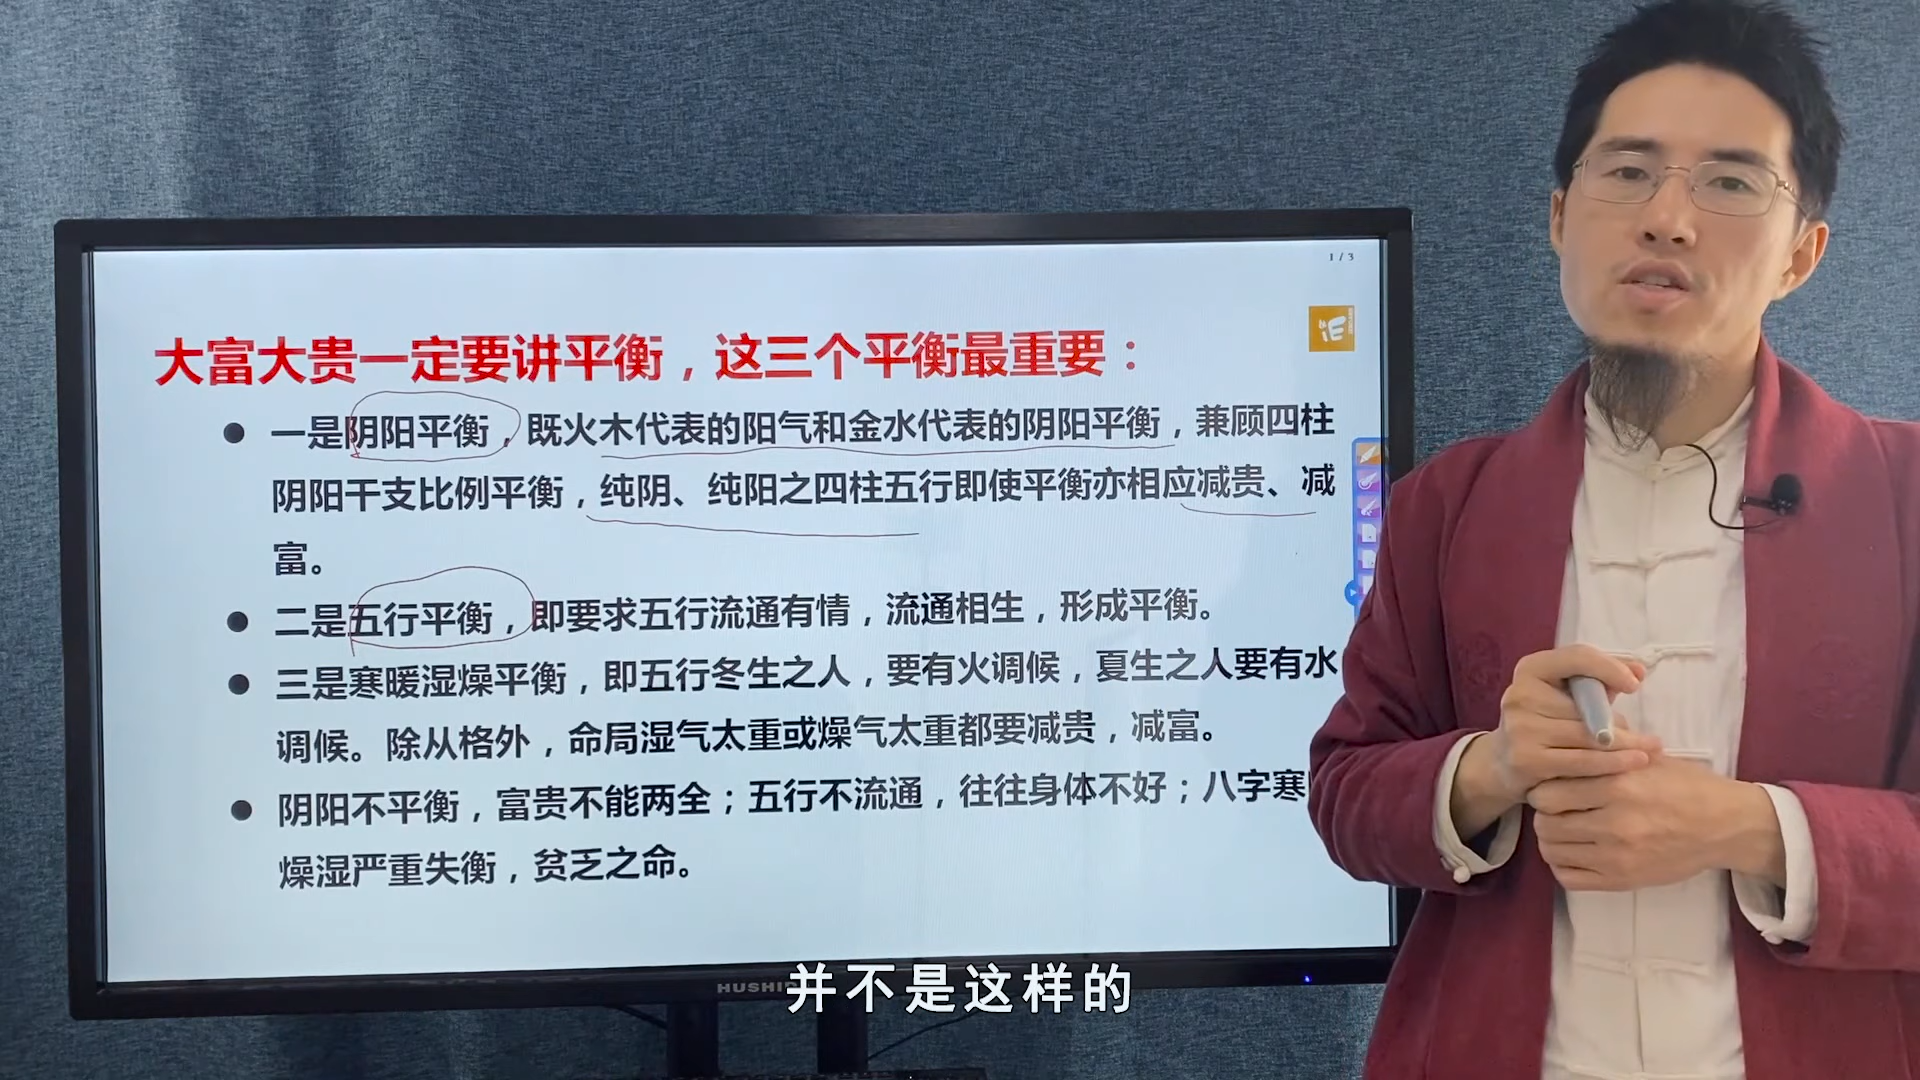 1 / 3
大富大贵一定要讲平衡，这三个平衡最重要：
● 一是阴阳平衡，既火木代表的阳气和金水代表的阴阳平衡，兼顾四柱
阴阳干支比例平衡，纯阴、纯阳之四柱五行即使平衡亦相应减贵、减
富。
● 二是五行平衡，即要求五行流通有情，流通相生，形成平衡。
● 三是寒暖湿燥平衡，即五行冬生之人，要有火调候，夏生之人要有水
调候。除从格外，命局湿气太重或燥气太重都要减贵，减富。
● 阴阳不平衡，富贵不能两全；五行不流通，往往身体不好；八字寒
燥湿严重失衡，贫乏之命。
HUSHID
并不是这样的